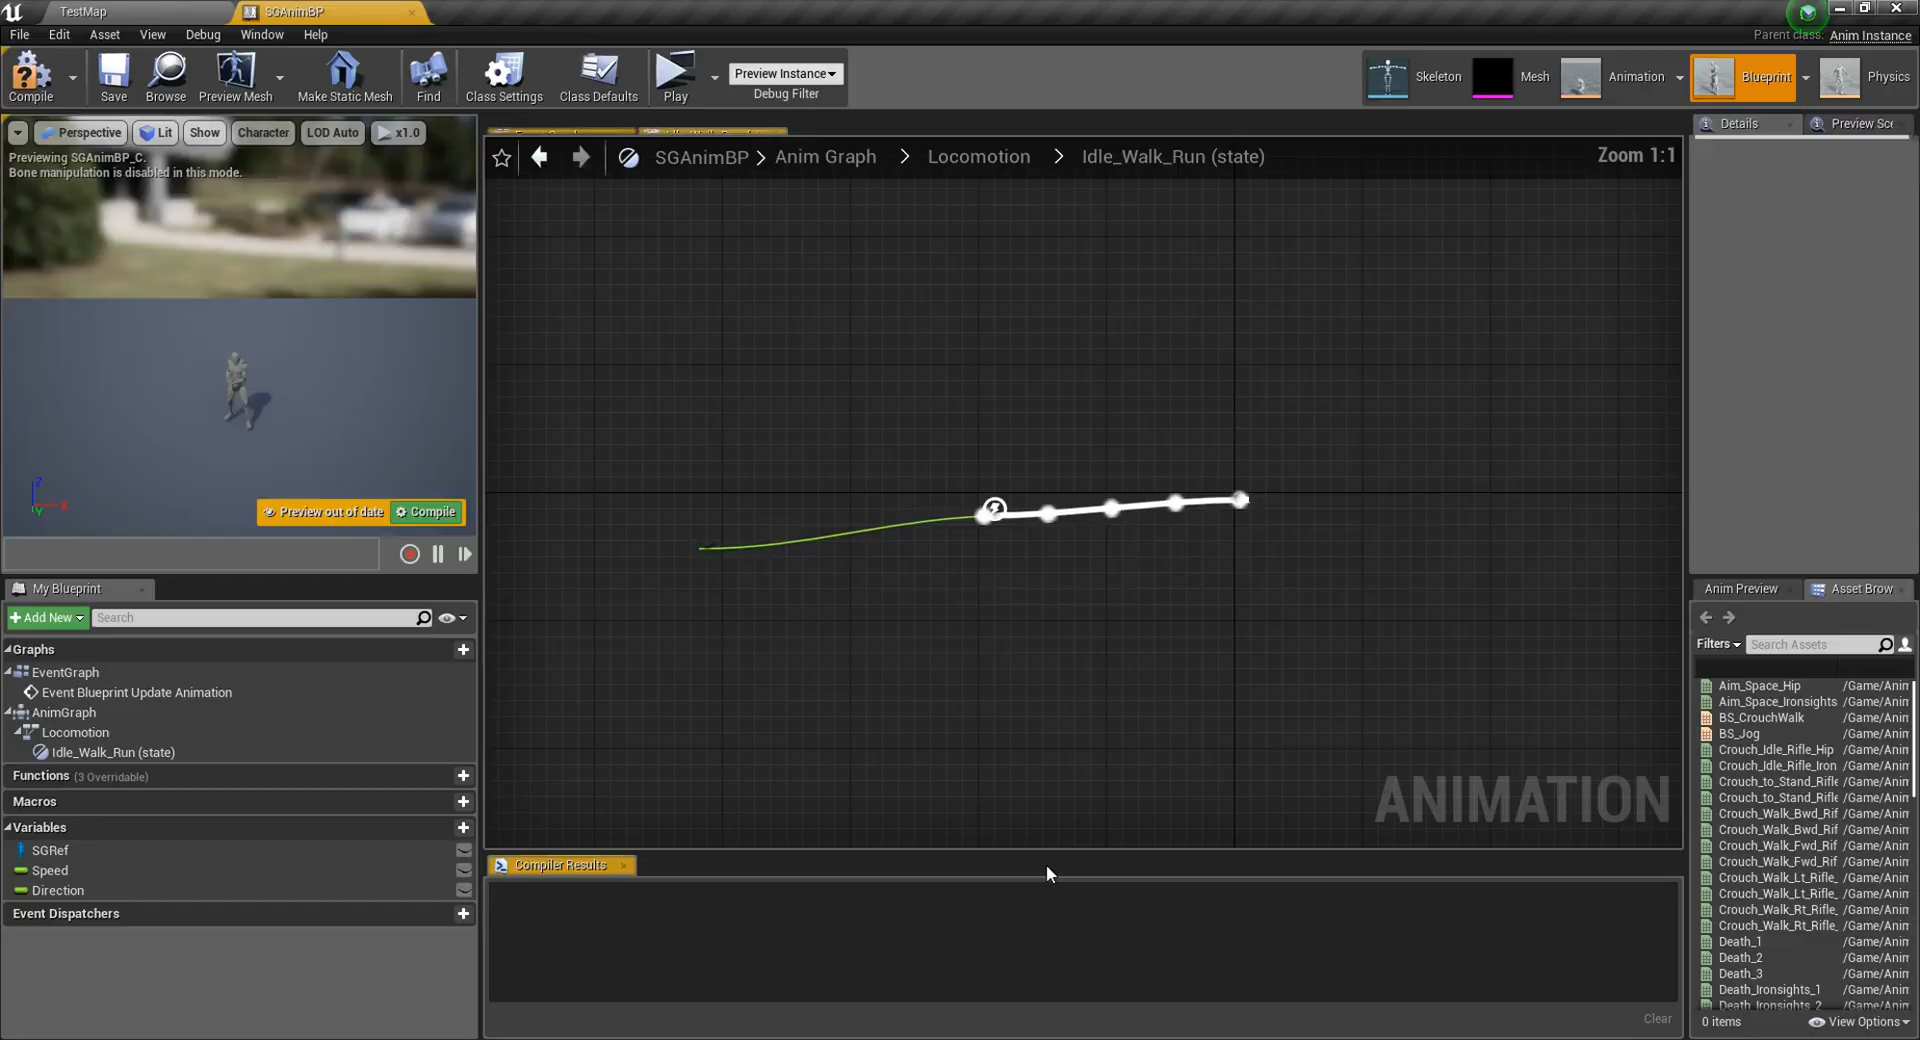 TestMap
SGAnimBP
File Edit Asset View Debug Window Help
Parent class: Anim Instance
Compile
Save
Browse
Preview Mesh
Make Static Mesh
Find
Class Settings
Class Defaults
Play
Preview Instance
Debug Filter
Skeleton
Mesh
Animation
Blueprint
Physics
Perspective
Lit
Show
Character
LOD Auto
x1.0
Previewing SGAnimBP_C.
Bone manipulation is disabled in this mode.
Z
X
Y
Preview out of date
Compile
SGAnimBP > Anim Graph > Locomotion > Idle_Walk_Run (state)
Zoom 1:1
ANIMATION
Details
Preview Sce
My Blueprint
Add New
Search
Graphs
EventGraph
Event Blueprint Update Animation
AnimGraph
Locomotion
Idle_Walk_Run (state)
Functions (3 Overridable)
Macros
Variables
SGRef
Speed
Direction
Event Dispatchers
Compiler Results
Clear
Anim Preview
Asset Brow
Filters
Search Assets
Aim_Space_Hip /Game/Anim
Aim_Space_Ironsights /Game/Anim
BS_CrouchWalk /Game/Anim
BS_Jog /Game/Anim
Crouch_Idle_Rifle_Hip /Game/Anim
Crouch_Idle_Rifle_Iron /Game/Anim
Crouch_to_Stand_Rifle /Game/Anim
Crouch_to_Stand_Rifle /Game/Anim
Crouch_Walk_Bwd_Rif /Game/Anim
Crouch_Walk_Bwd_Rif /Game/Anim
Crouch_Walk_Fwd_Rif /Game/Anim
Crouch_Walk_Fwd_Rif /Game/Anim
Crouch_Walk_Lt_Rifle_ /Game/Anim
Crouch_Walk_Lt_Rifle_ /Game/Anim
Crouch_Walk_Rt_Rifle_ /Game/Anim
Crouch_Walk_Rt_Rifle_ /Game/Anim
Death_1 /Game/Anim
Death_2 /Game/Anim
Death_3 /Game/Anim
Death_Ironsights_1 /Game/Anim
Death_Ironsights_2 /Game/Anim
0 items
View Options